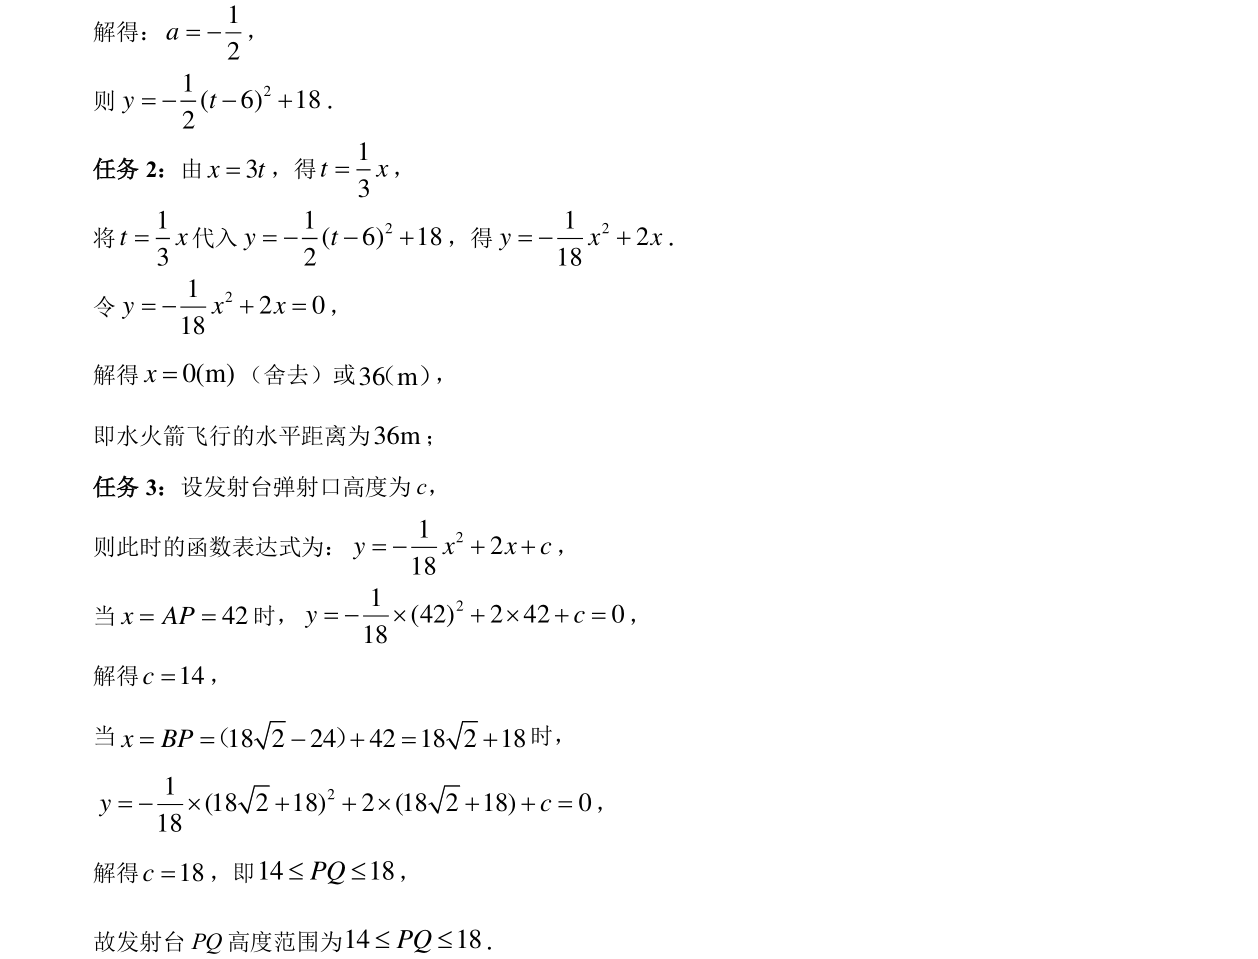 解得：a = −1/2，
则 y = −1/2(t − 6)² + 18．
任务 2：由 x = 3t，得 t = 1/3 x，
将 t = 1/3 x 代入 y = −1/2(t − 6)² + 18，得 y = −1/18 x² + 2x．
令 y = −1/18 x² + 2x = 0，
解得 x = 0(m)（舍去）或 36（m），
即水火箭飞行的水平距离为 36m；
任务 3：设发射台弹射口高度为 c，
则此时的函数表达式为：y = −1/18 x² + 2x + c，
当 x = AP = 42 时， y = −1/18 ×(42)² + 2×42 + c = 0，
解得 c = 14，
当 x = BP =（18√2 − 24）+ 42 = 18√2 + 18 时，
y = −1/18 ×(18√2 + 18)² + 2×(18√2 + 18) + c = 0，
解得 c = 18，即 14 ≤ PQ ≤ 18，
故发射台 PQ 高度范围为 14 ≤ PQ ≤ 18．